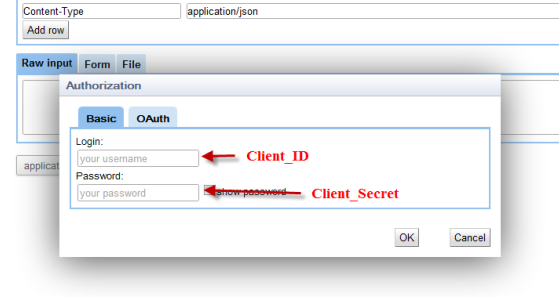 Content-Type application/json
Add row
Raw input Form File
Authorization
Basic OAuth
Login:
your username Client_ID
Password:
your password show password Client_Secret
applicat
OK Cancel